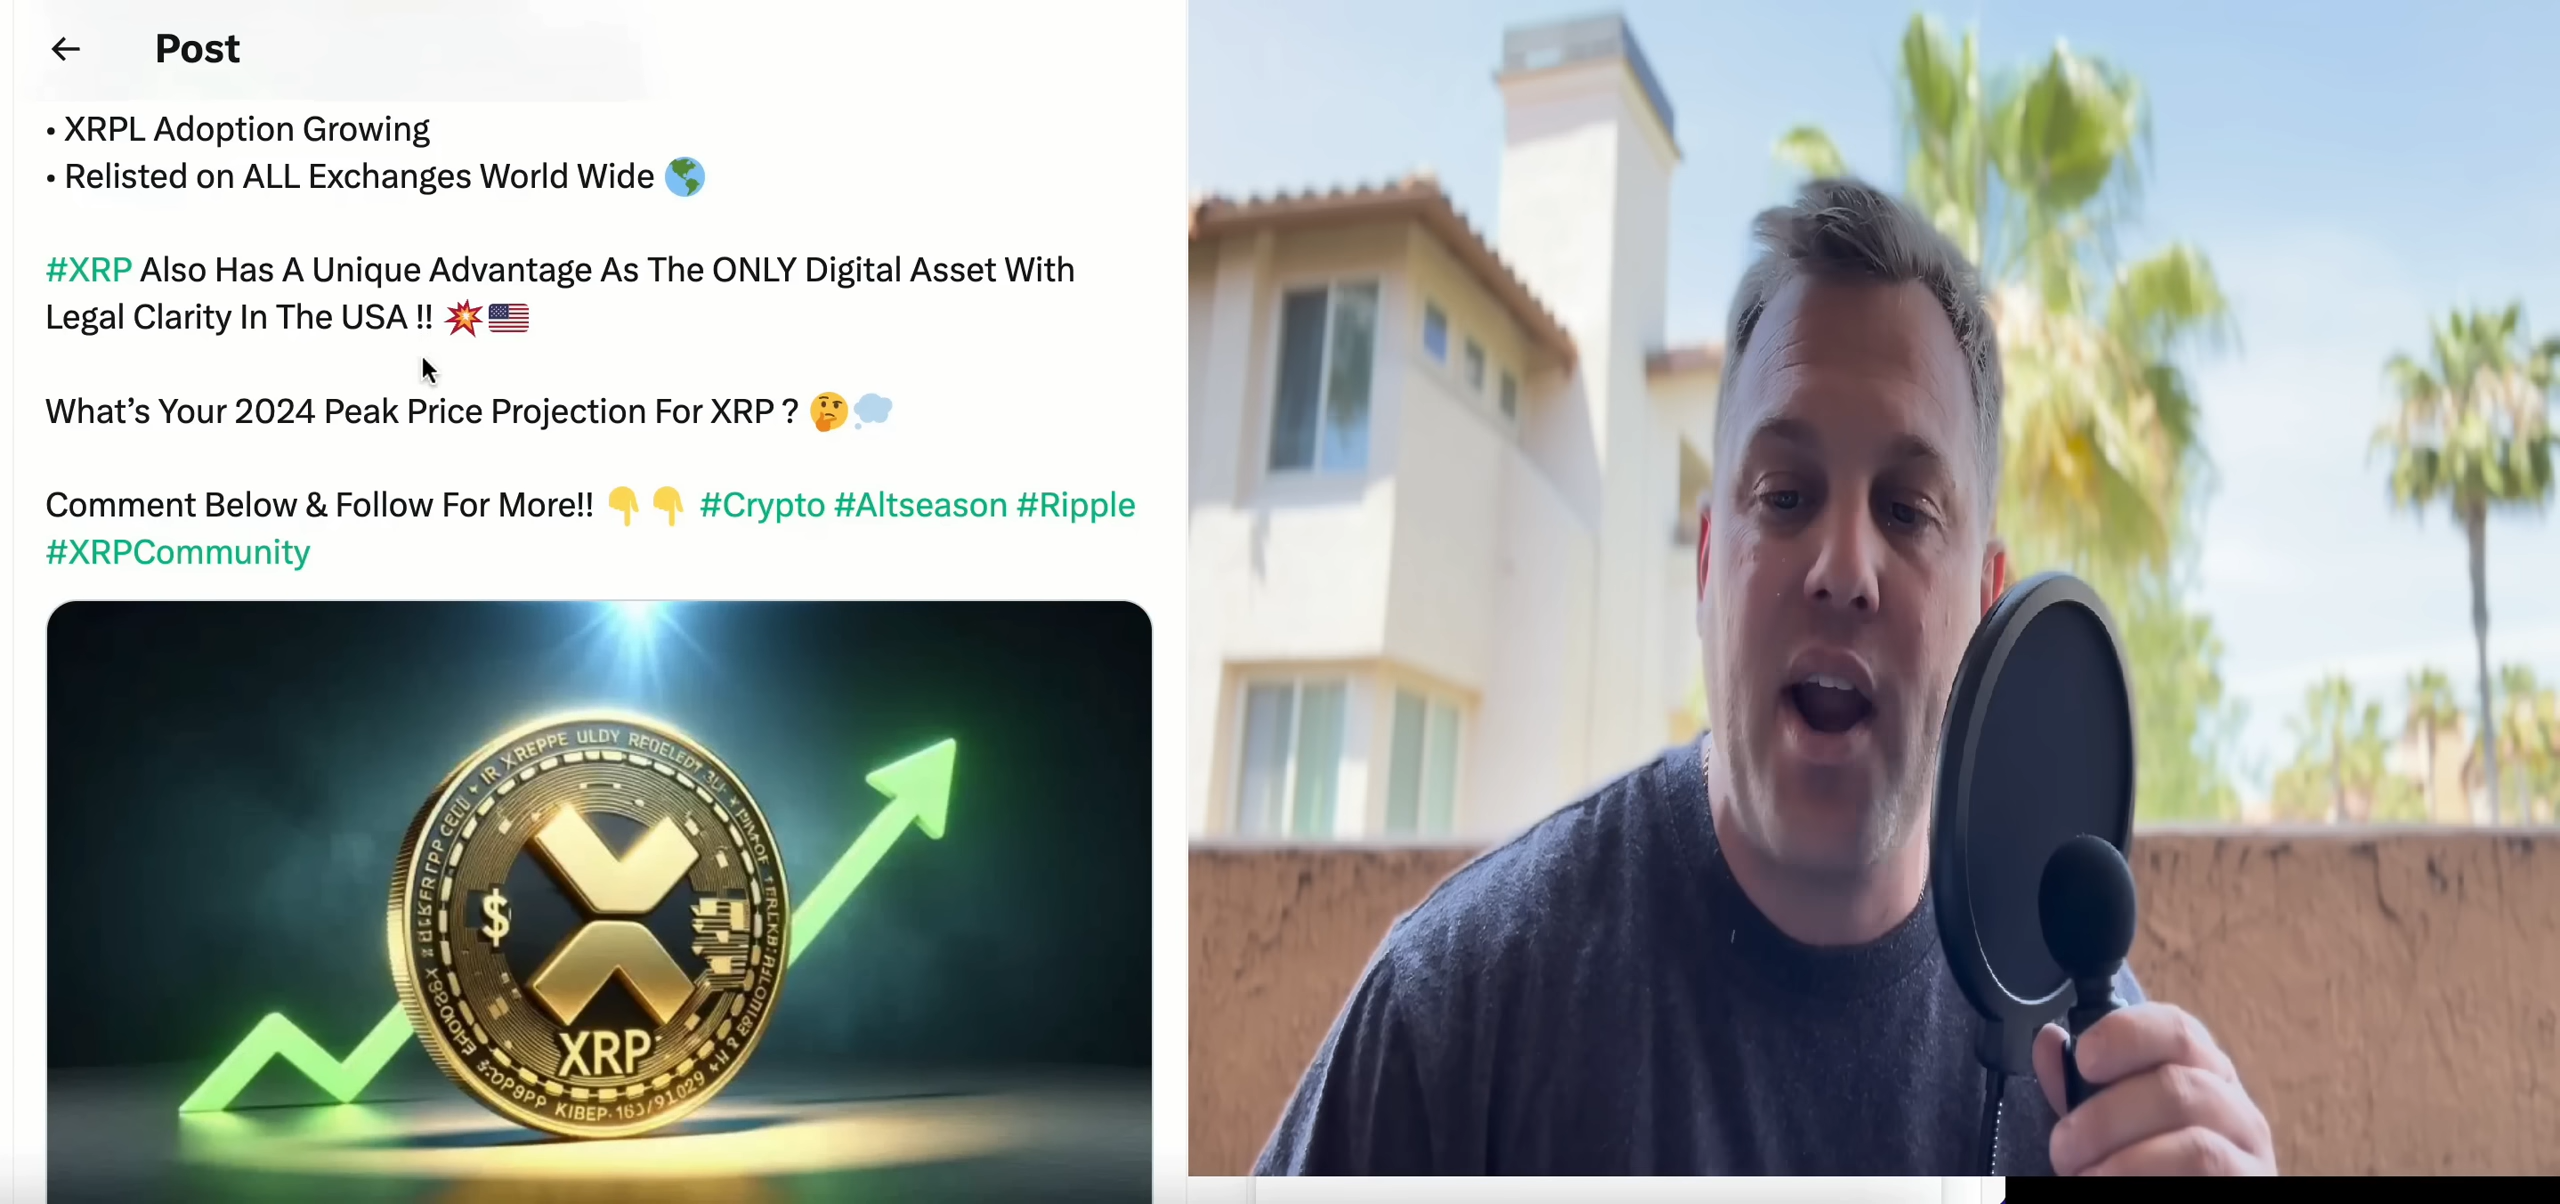 Post
• XRPL Adoption Growing
• Relisted on ALL Exchanges World Wide 🌎
#XRP Also Has A Unique Advantage As The ONLY Digital Asset With
Legal Clarity In The USA !! 💥🇺🇸
What’s Your 2024 Peak Price Projection For XRP ? 🤔💭
Comment Below & Follow For More!! 👇👇 #Crypto #Altseason #Ripple
#XRPCommunity
$
XRP